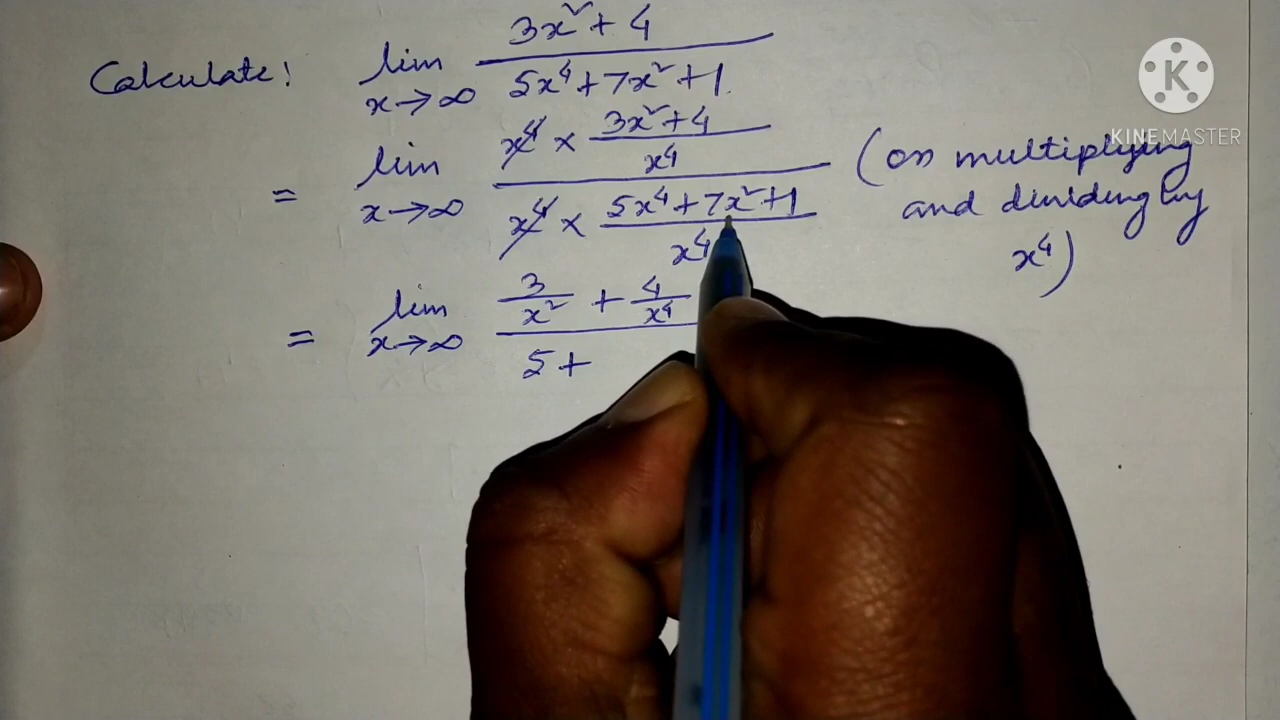 Calculate: lim x→∞ (3x² + 4)/(5x⁴ + 7x² + 1.)
= lim x→∞ (x⁴ × (3x² + 4)/x⁴)/(x⁴ × (5x⁴ + 7x² + 1)/x⁴) (on multiplying and dividing by x⁴)
= lim x→∞ (3/x² + 4/x⁴)/(5 +
K
KINEMASTER